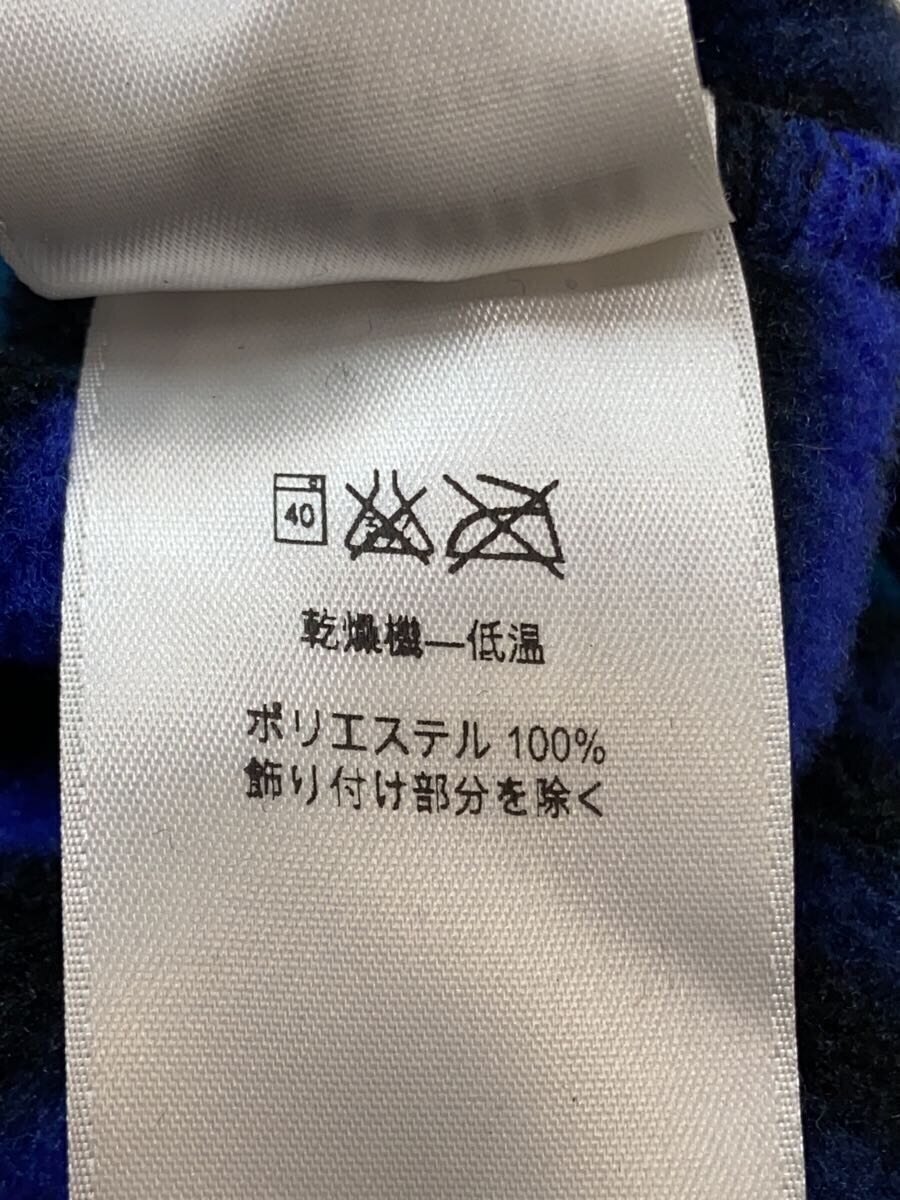 40
乾燥機—低温
ポリエステル 100%
飾り付け部分を除く